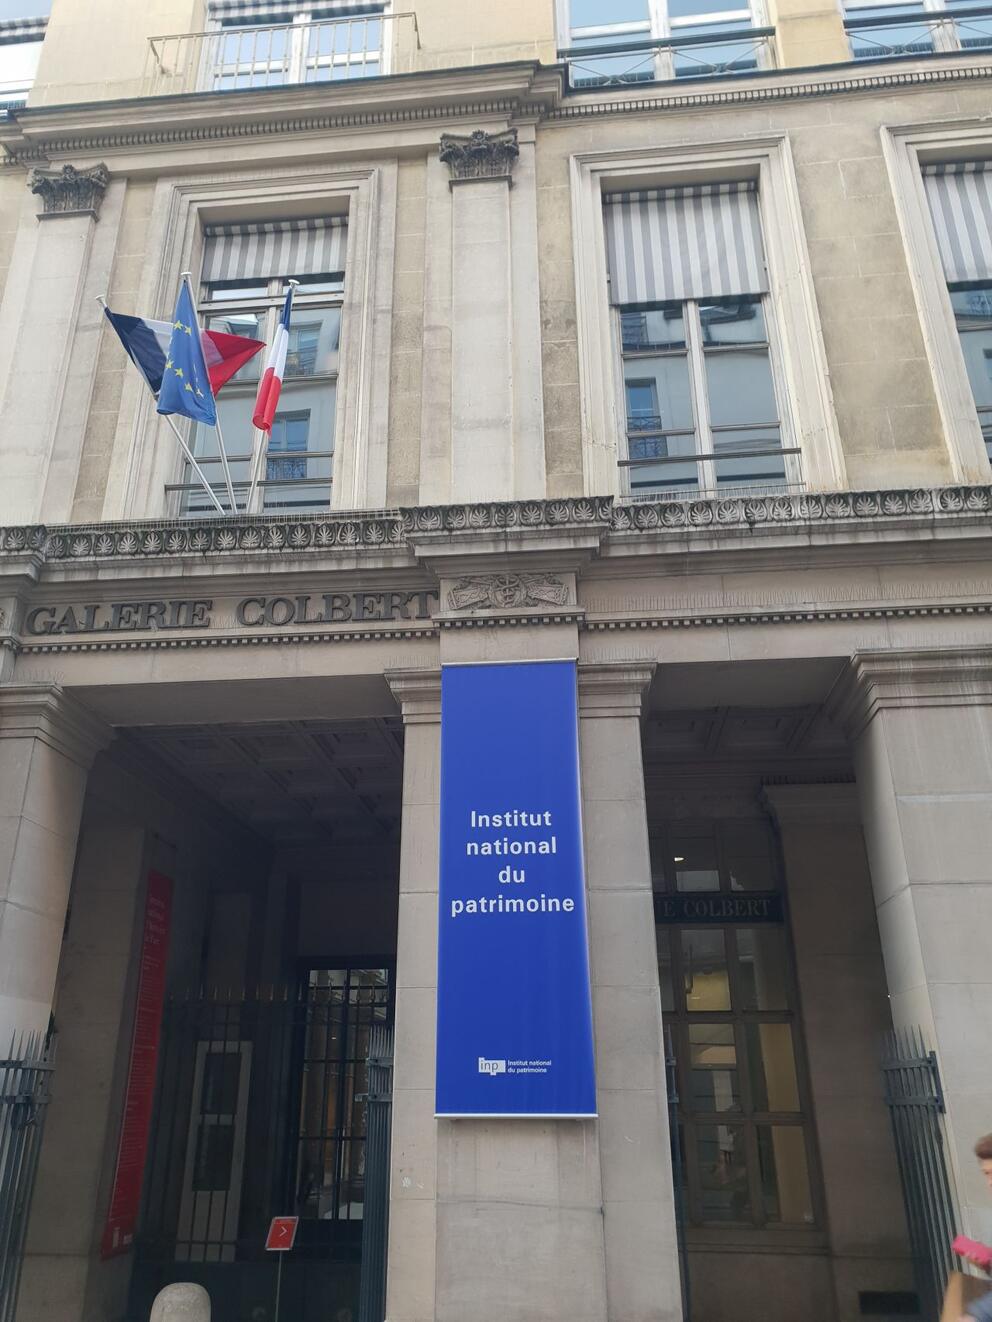 GALERIE COLBERT
Institut
national
du
patrimoine
E COLBERT
inp
Institut national
du patrimoine